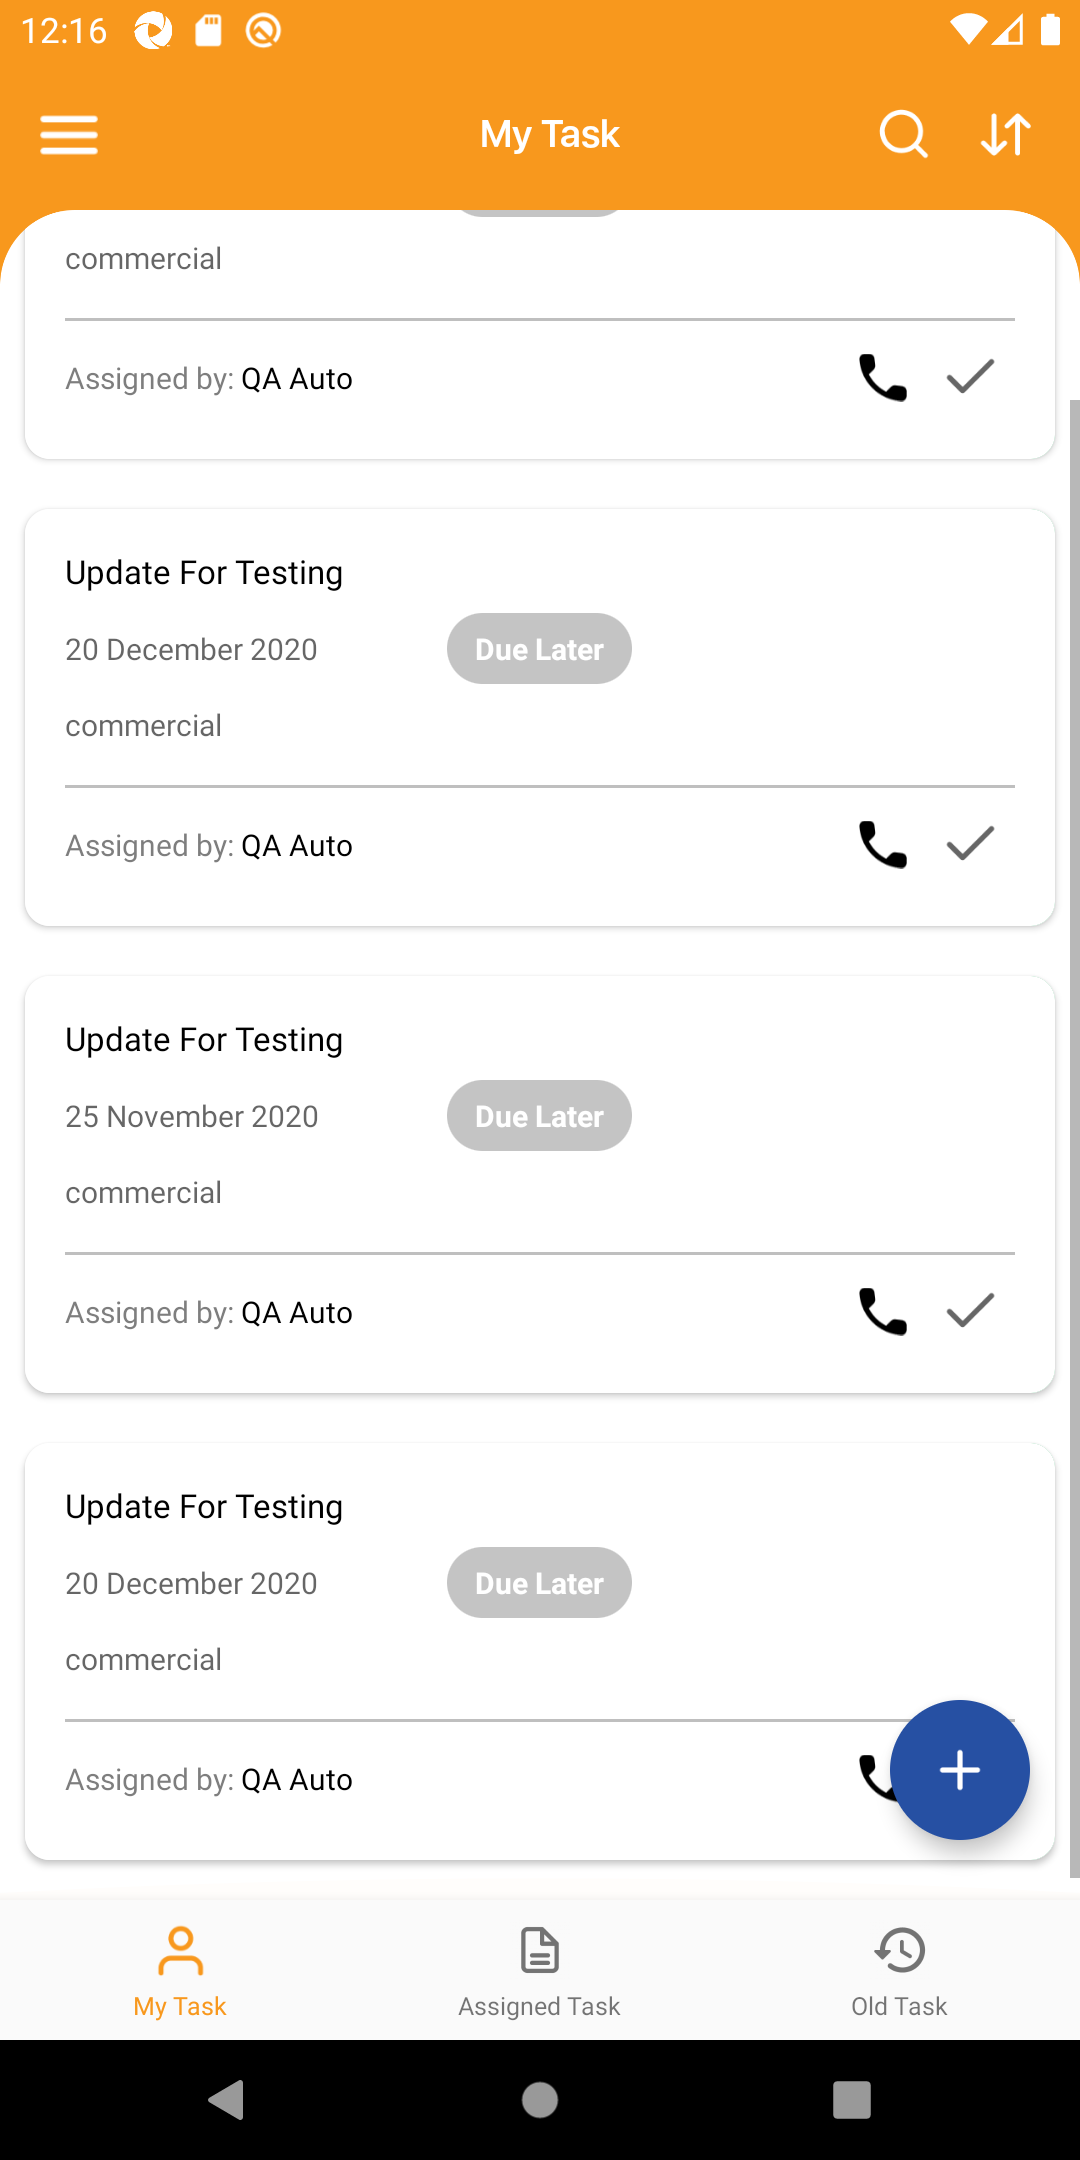 12:16
My Task
commercial
Assigned by: QA Auto
Update For Testing
20 December 2020 Due Later
commercial
Assigned by: QA Auto
Update For Testing
25 November 2020 Due Later
commercial
Assigned by: QA Auto
Update For Testing
20 December 2020 Due Later
commercial
Assigned by: QA Auto
My Task Assigned Task Old Task